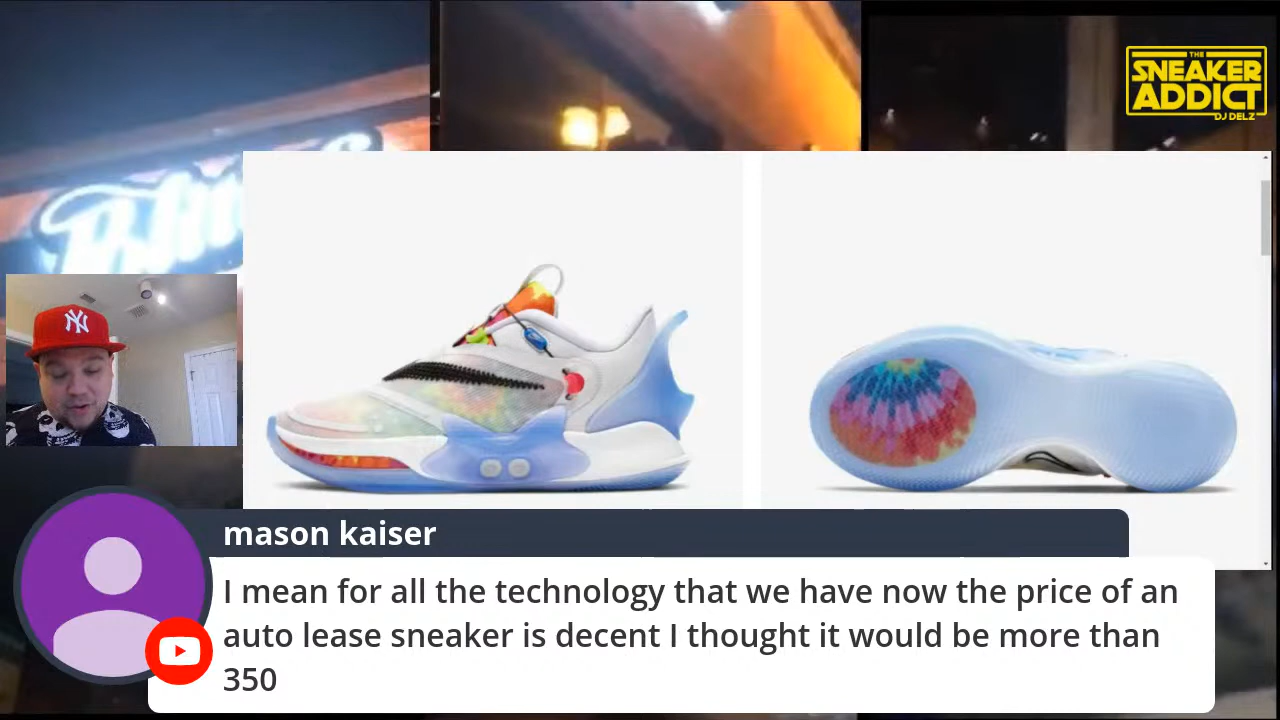 THE
SNEAKER
ADDICT
DJ DELZ
NY
mason kaiser
I mean for all the technology that we have now the price of an
auto lease sneaker is decent I thought it would be more than
350